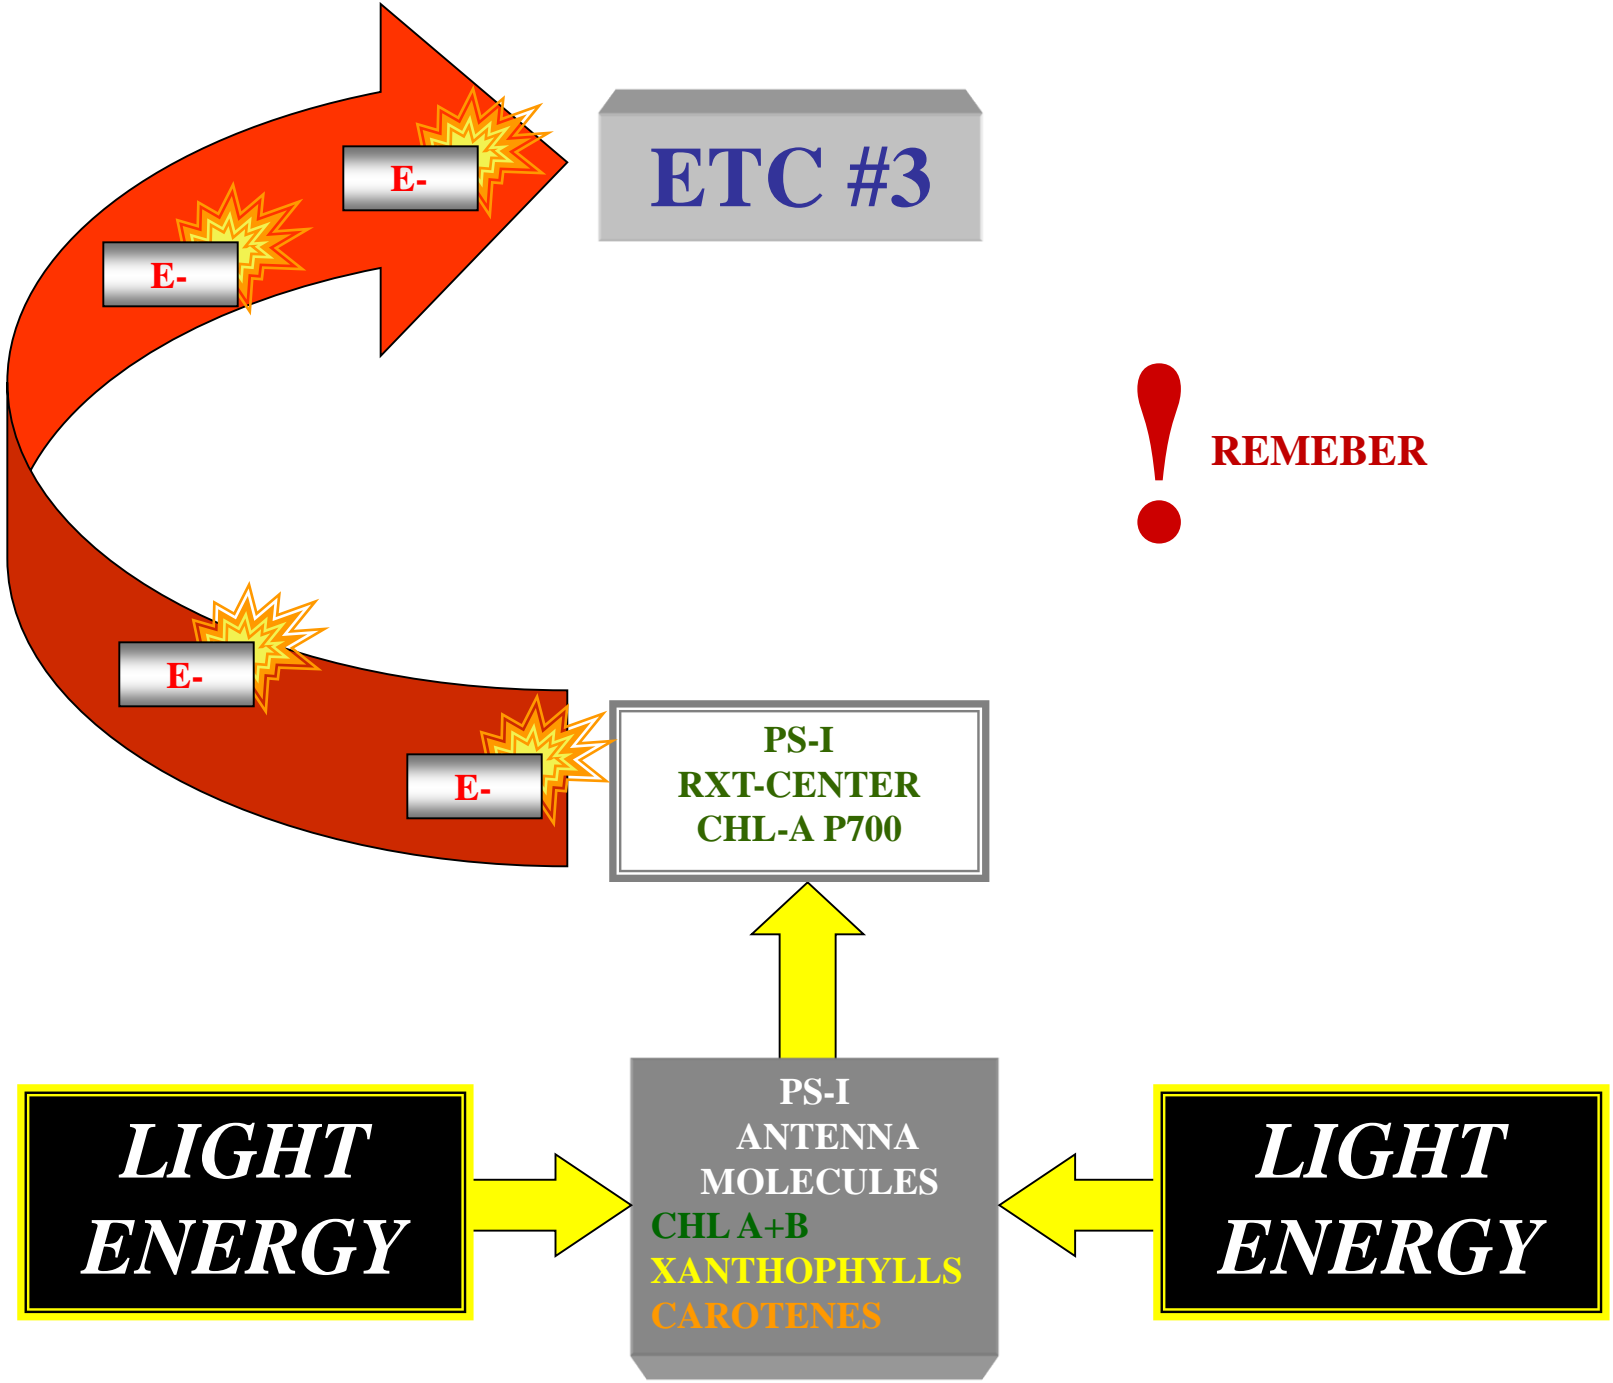 E-
ETC #3
E-
REMEBER
E-
E-
PS-I
RXT-CENTER
CHL-A P700
PS-I
ANTENNA
MOLECULES
CHL A+B
XANTHOPHYLLS
CAROTENES
LIGHT
ENERGY
LIGHT
ENERGY